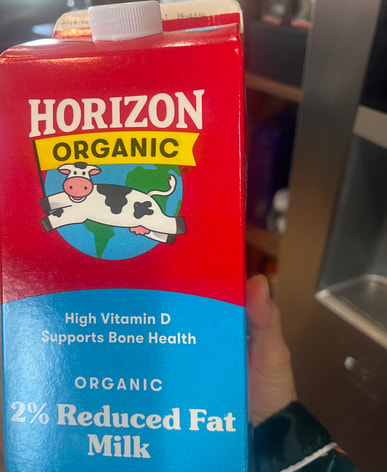 HORIZON
ORGANIC
High Vitamin D
Supports Bone Health
ORGANIC
2% Reduced Fat
Milk